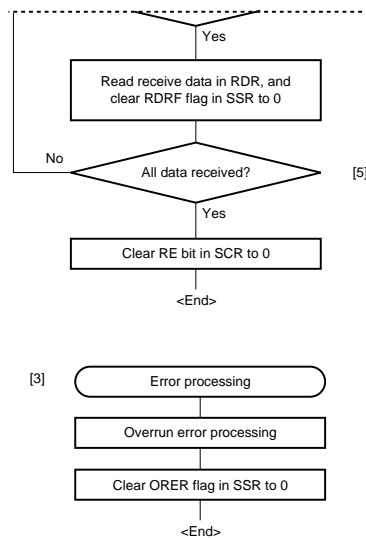 Yes
Read receive data in RDR, and
clear RDRF flag in SSR to 0
No
All data received?
[5]
Yes
Clear RE bit in SCR to 0
<End>
[3]
Error processing
Overrun error processing
Clear ORER flag in SSR to 0
<End>